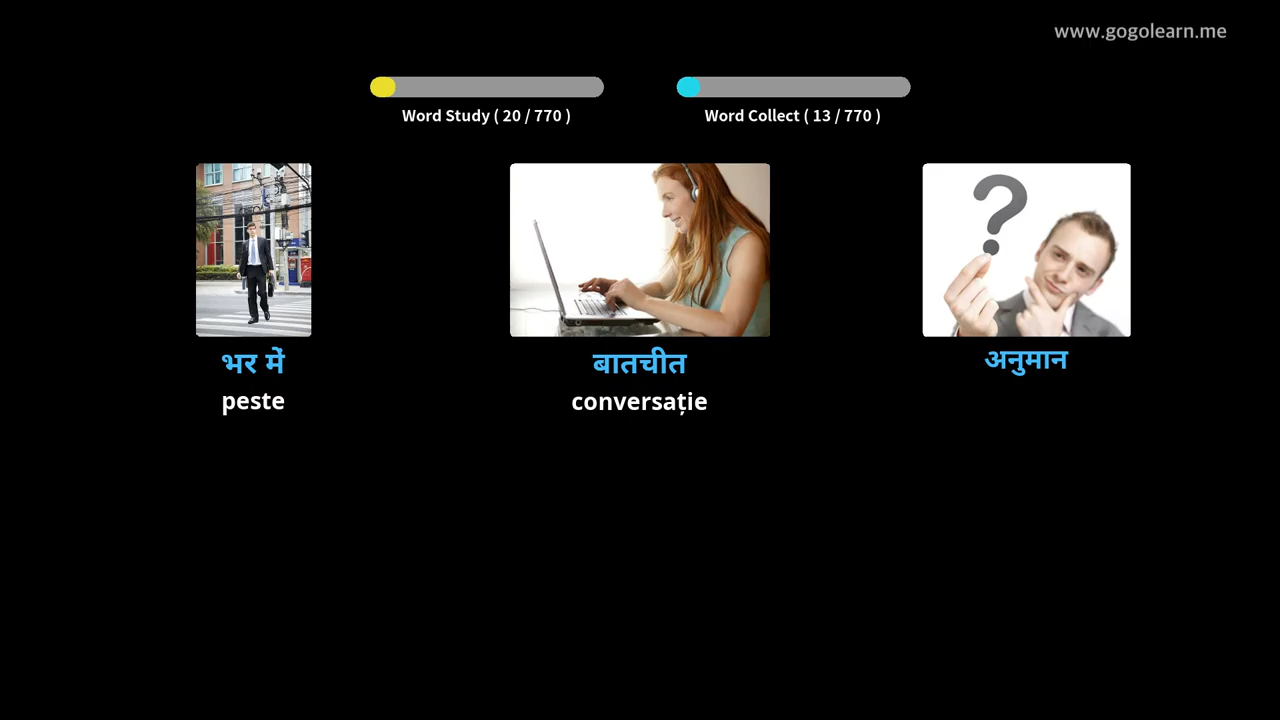 www.gogolearn.me
Word Study ( 20 / 770 )
Word Collect ( 13 / 770 )
भर में
peste
बातचीत
conversație
अनुमान